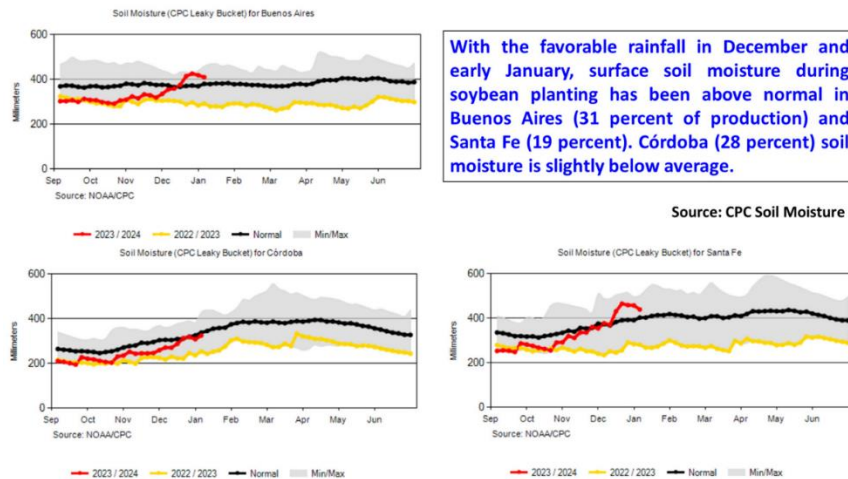 Soil Moisture (CPC Leaky Bucket) for Buenos Aires
600
400
200
0
Millimeters
Sep Oct Nov Dec Jan Feb Mar Apr May Jun
Source: NOAA/CPC
2023 / 2024 2022 / 2023 Normal Min/Max
With the favorable rainfall in December and
early January, surface soil moisture during
soybean planting has been above normal in
Buenos Aires (31 percent of production) and
Santa Fe (19 percent). Córdoba (28 percent) soil
moisture is slightly below average.
Source: CPC Soil Moisture
Soil Moisture (CPC Leaky Bucket) for Córdoba
600
400
200
0
Millimeters
Sep Oct Nov Dec Jan Feb Mar Apr May Jun
Source: NOAA/CPC
2023 / 2024 2022 / 2023 Normal Min/Max
Soil Moisture (CPC Leaky Bucket) for Santa Fe
600
400
200
0
Millimeters
Sep Oct Nov Dec Jan Feb Mar Apr May Jun
Source: NOAA/CPC
2023 / 2024 2022 / 2023 Normal Min/Max